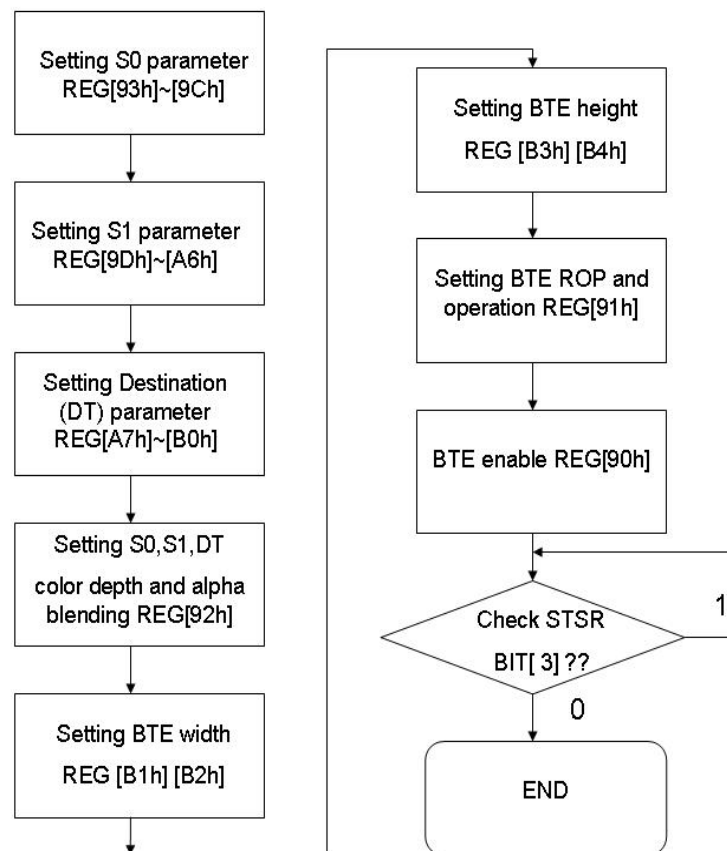 Setting S0 parameter
REG[93h]~[9Ch]
Setting S1 parameter
REG[9Dh]~[A6h]
Setting Destination
(DT) parameter
REG[A7h]~[B0h]
Setting S0,S1,DT
color depth and alpha
blending REG[92h]
Setting BTE width
REG [B1h] [B2h]
Setting BTE height
REG [B3h] [B4h]
Setting BTE ROP and
operation REG[91h]
BTE enable REG[90h]
Check STSR
BIT[ 3] ??
1
0
END